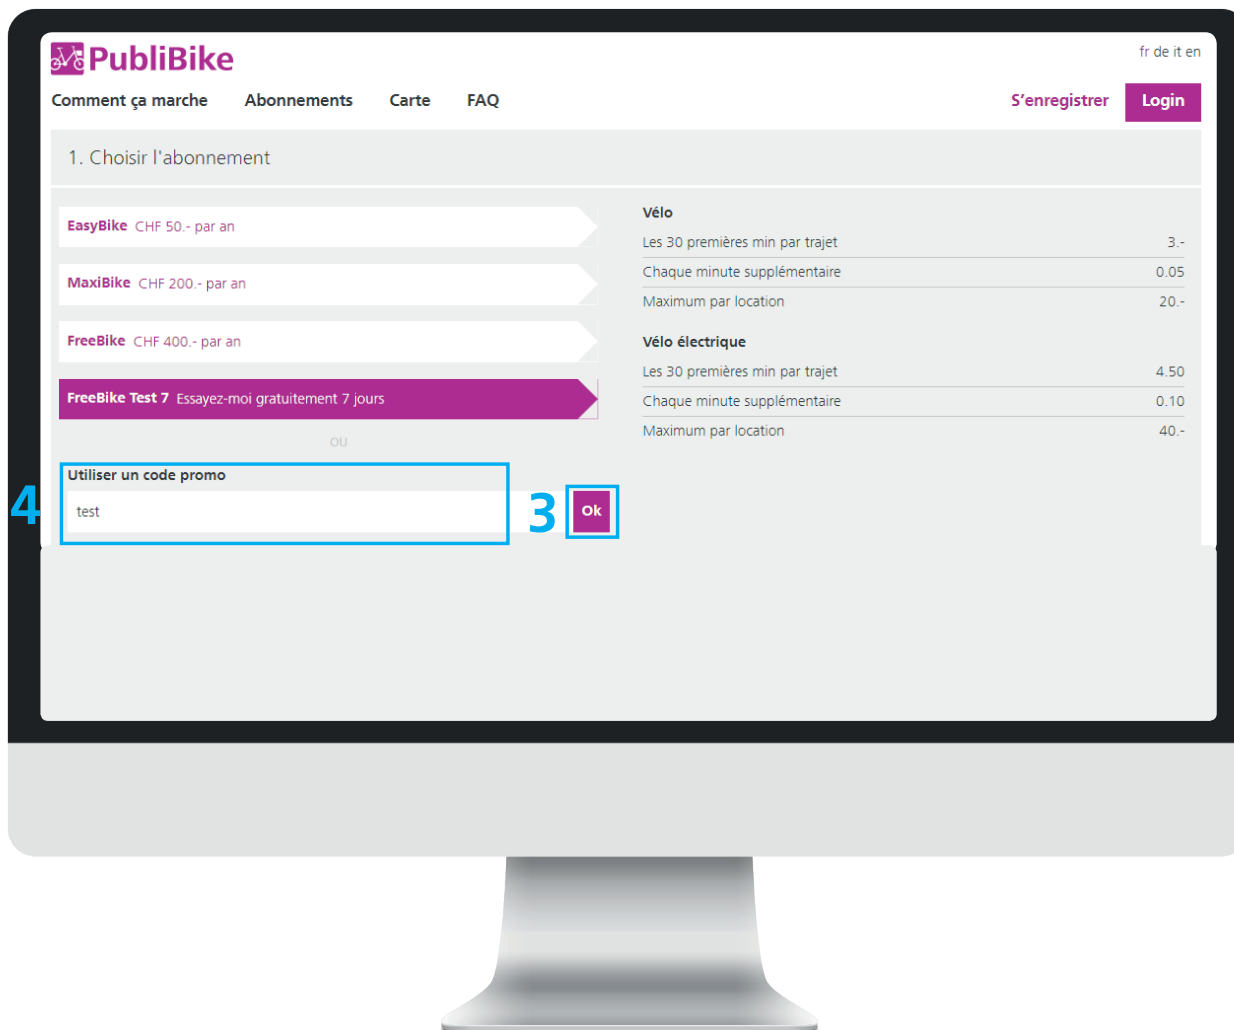 PubliBike
fr de it en
Comment ça marche Abonnements Carte FAQ S'enregistrer Login
1. Choisir l'abonnement
EasyBike CHF 50.- par an
MaxiBike CHF 200.- par an
FreeBike CHF 400.- par an
FreeBike Test 7 Essayez-moi gratuitement 7 jours
OU
Utiliser un code promo
4
test
3
Ok
Vélo
Les 30 premières min par trajet 3.-
Chaque minute supplémentaire 0.05
Maximum par location 20.-
Vélo électrique
Les 30 premières min par trajet 4.50
Chaque minute supplémentaire 0.10
Maximum par location 40.-